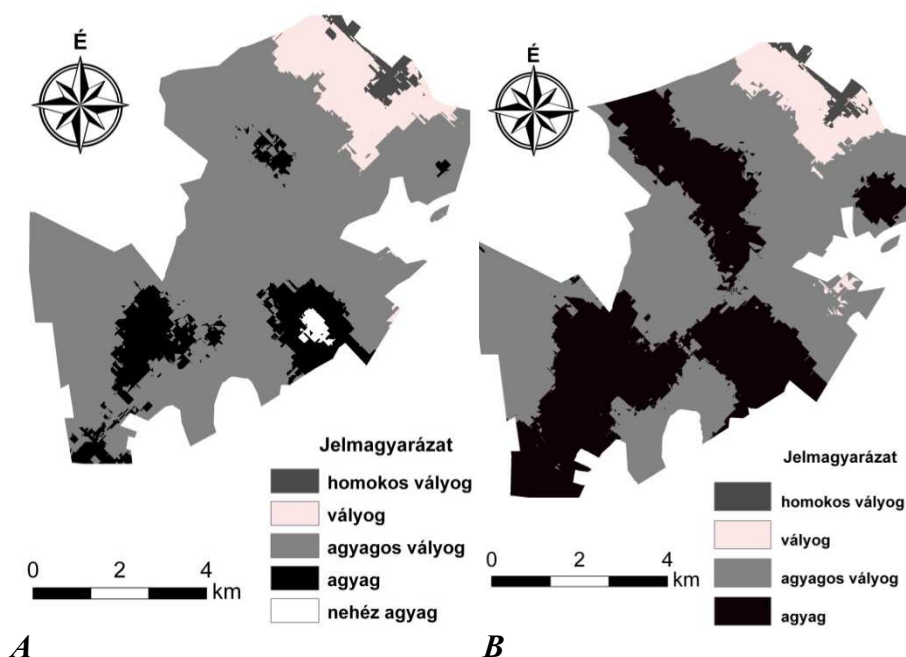 É
Jelmagyarázat
homokos vályog
vályog
agyagos vályog
agyag
nehéz agyag
0 2 4
km
A
É
Jelmagyarázat
homokos vályog
vályog
agyagos vályog
agyag
0 2 4
km
B